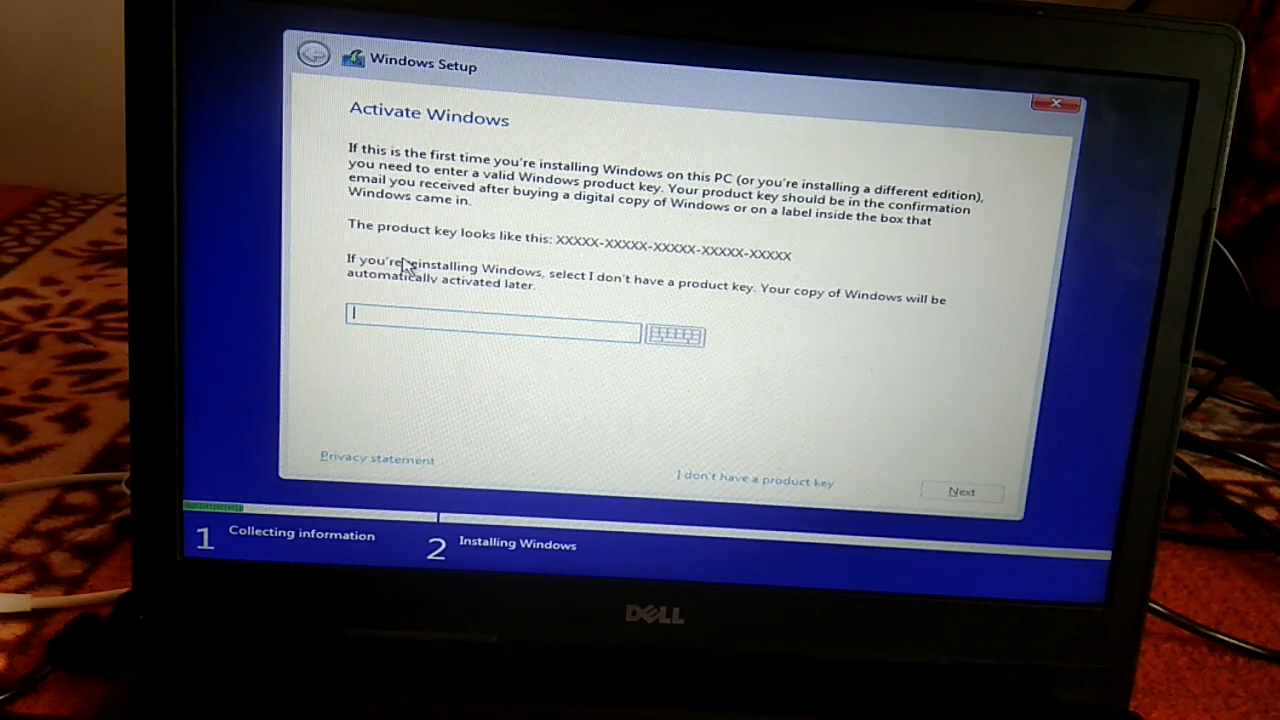 Windows Setup
Activate Windows
If this is the first time you're installing Windows on this PC (or you're installing a different edition),
you need to enter a valid Windows product key. Your product key should be in the confirmation
email you received after buying a digital copy of Windows or on a label inside the box that
Windows came in.
The product key looks like this: XXXXX-XXXXX-XXXXX-XXXXX-XXXXX
If you're reinstalling Windows, select I don't have a product key. Your copy of Windows will be
automatically activated later.
Privacy statement
I don't have a product key
Next
1 Collecting information
2 Installing Windows
DELL